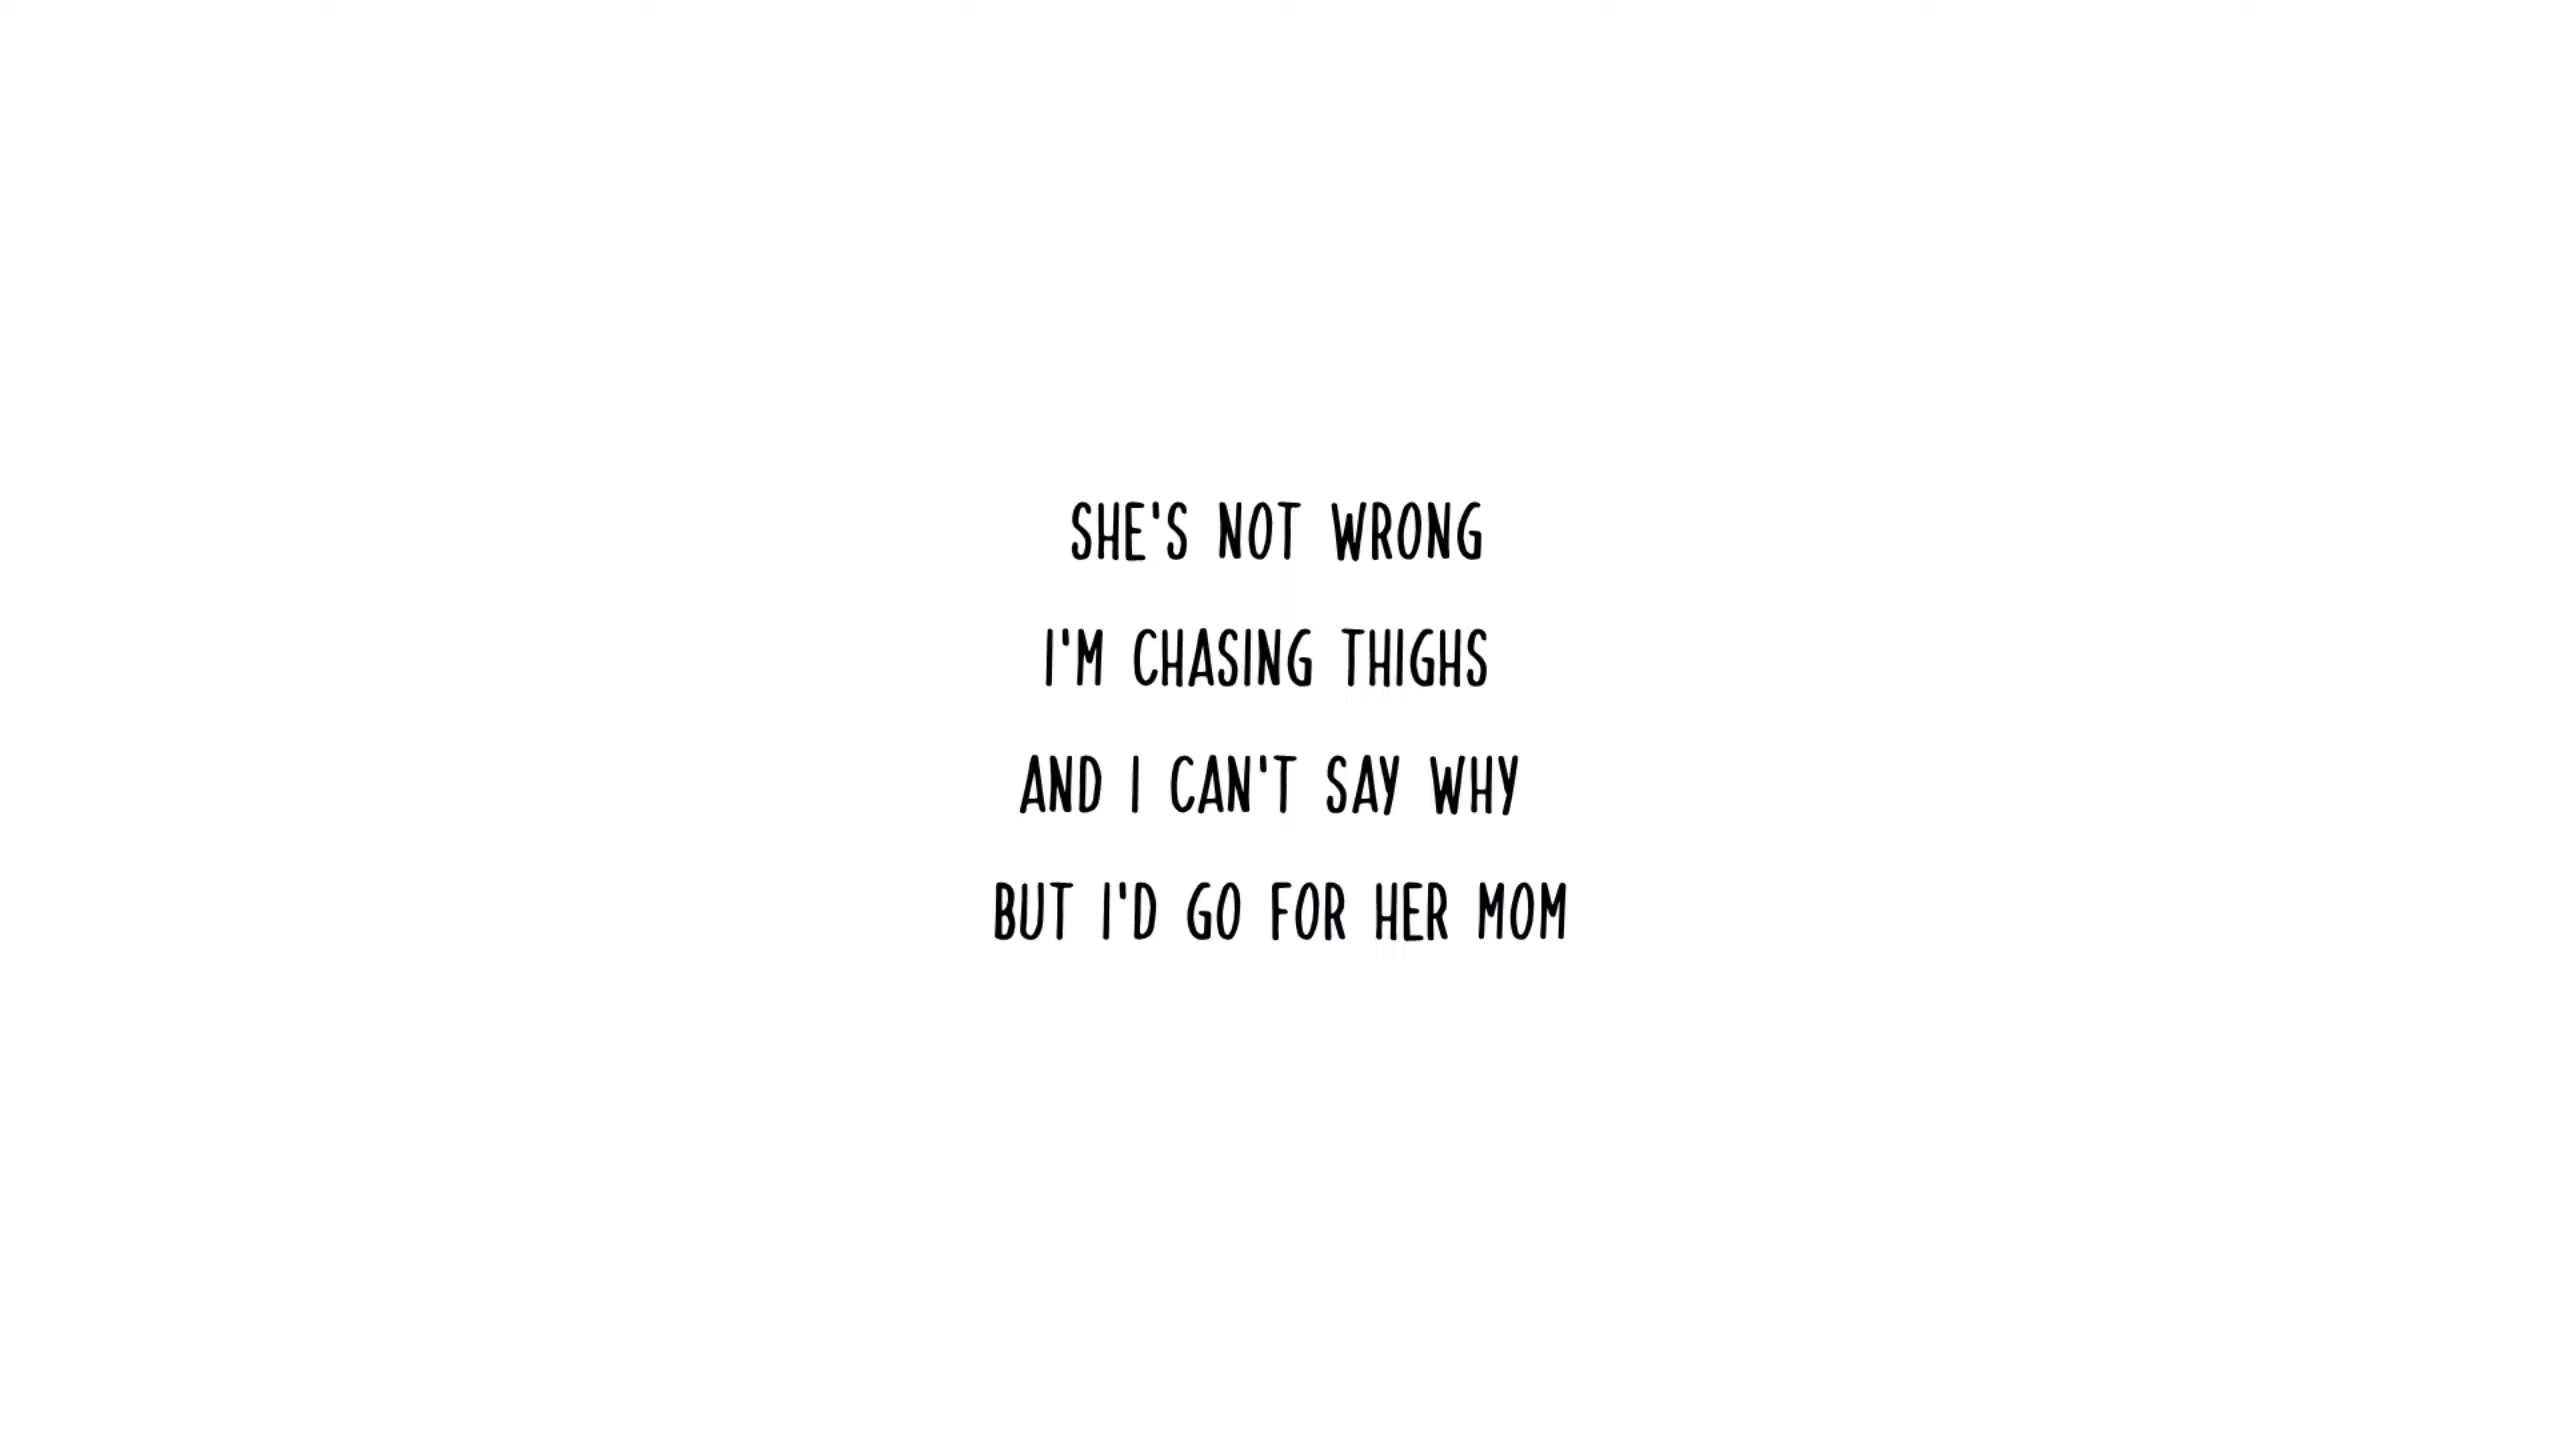 SHE'S NOT WRONG
I'M CHASING THIGHS
AND I CAN'T SAY WHY
BUT I'D GO FOR HER MOM